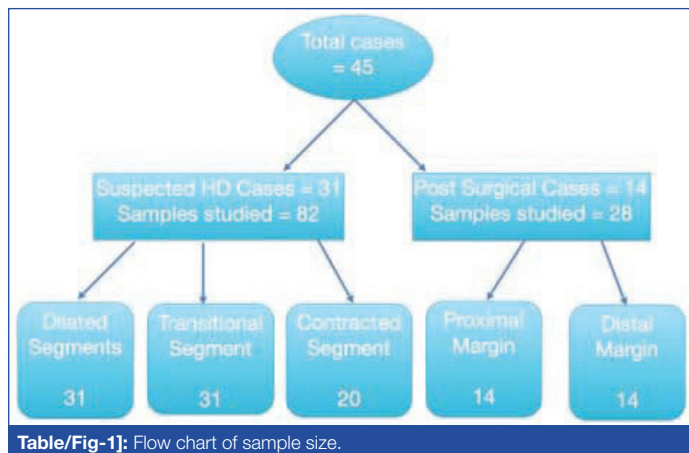 Total cases
= 45
Suspected HD Cases = 31
Samples studied = 82
Post Surgical Cases = 14
Samples studied = 28
Dilated
Segments
31
Transitional
Segment
31
Contracted
Segment
20
Proximal
Margin
14
Distal
Margin
14
Table/Fig-1]: Flow chart of sample size.